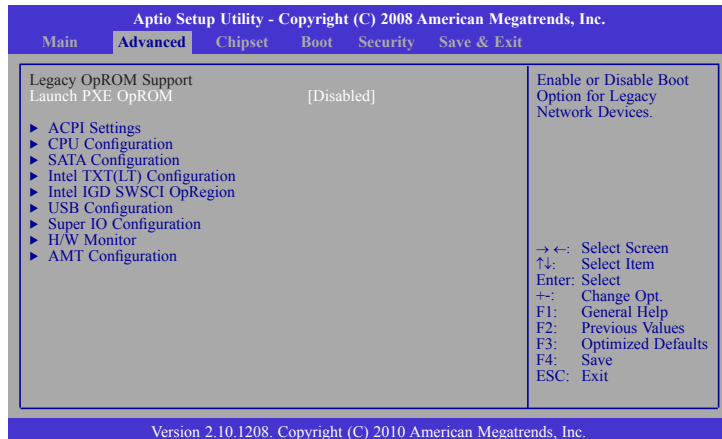 Aptio Setup Utility - Copyright (C) 2008 American Megatrends, Inc.
Main Advanced Chipset Boot Security Save & Exit
Legacy OpROM Support
Launch PXE OpROM [Disabled]
► ACPI Settings
► CPU Configuration
► SATA Configuration
► Intel TXT(LT) Configuration
► Intel IGD SWSCI OpRegion
► USB Configuration
► Super IO Configuration
► H/W Monitor
► AMT Configuration
Enable or Disable Boot
Option for Legacy
Network Devices.
→←: Select Screen
↑↓: Select Item
Enter: Select
+-: Change Opt.
F1: General Help
F2: Previous Values
F3: Optimized Defaults
F4: Save
ESC: Exit
Version 2.10.1208. Copyright (C) 2010 American Megatrends, Inc.